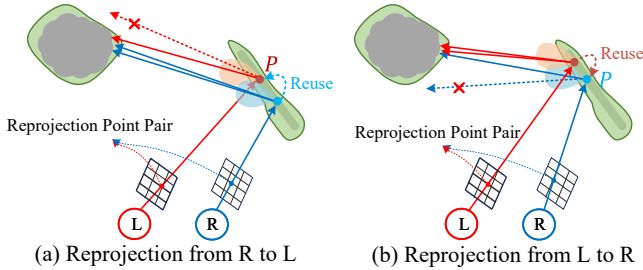 P
Reuse
Reprojection Point Pair
L
R
(a) Reprojection from R to L
Reuse
P
Reprojection Point Pair
L
R
(b) Reprojection from L to R